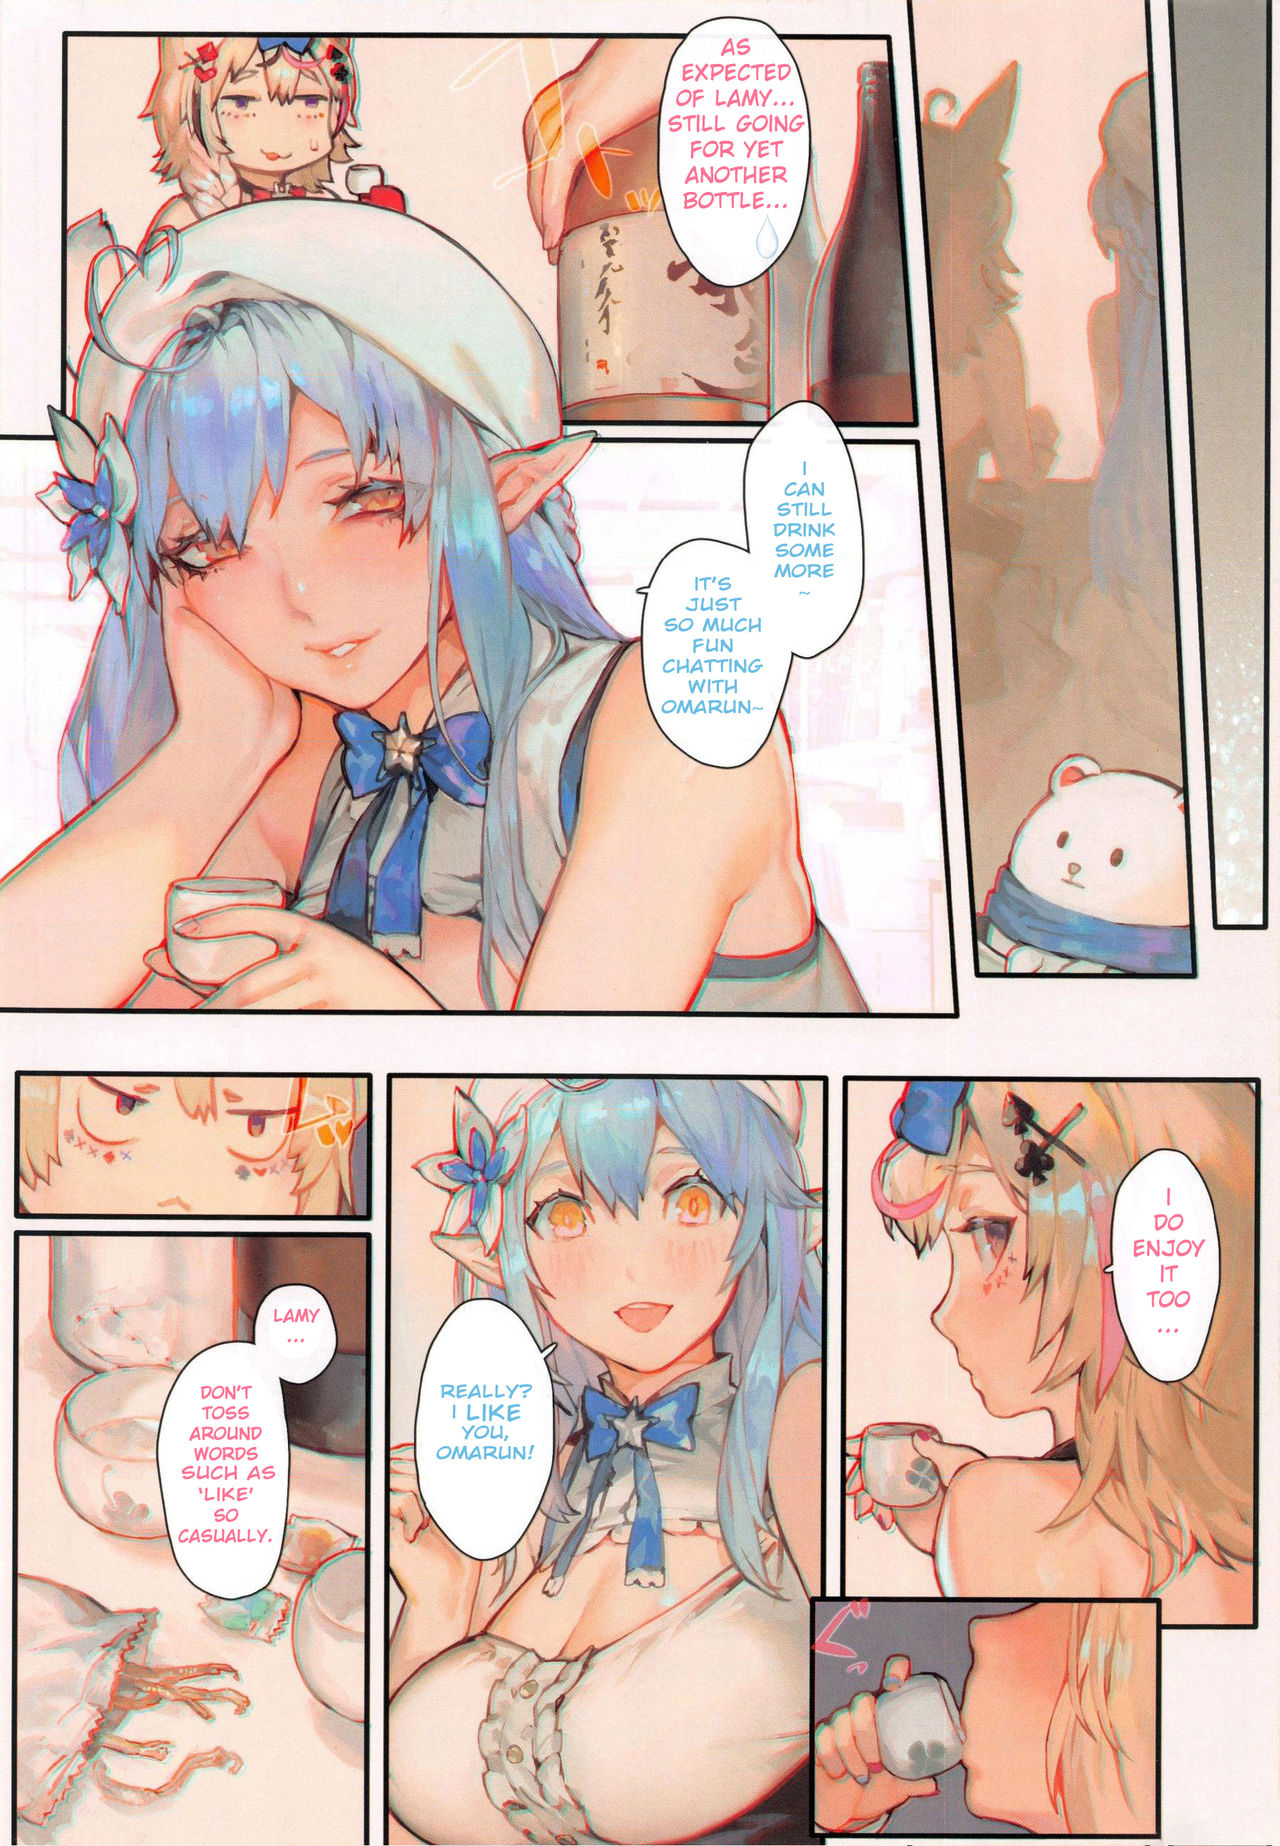 AS
EXPECTED
OF LAMY...
STILL GOING
FOR YET
ANOTHER
BOTTLE...
I
CAN
STILL
DRINK
SOME
MORE
~
IT'S
JUST
SO MUCH
FUN
CHATTING
WITH
OMARUN~
I
DO
ENJOY
IT
TOO
...
REALLY?
I LIKE
YOU,
OMARUN!
LAMY
...
DON'T
TOSS
AROUND
WORDS
SUCH AS
'LIKE'
SO
CASUALLY.